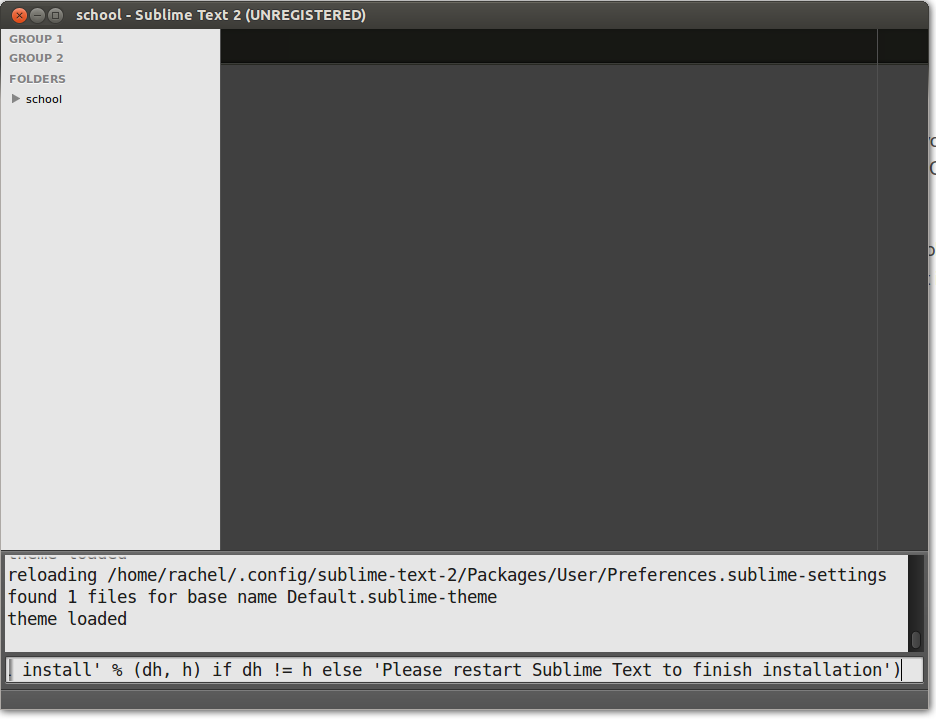 school - Sublime Text 2 (UNREGISTERED)
GROUP 1
GROUP 2
FOLDERS
school
theme loaded
reloading /home/rachel/.config/sublime-text-2/Packages/User/Preferences.sublime-settings
found 1 files for base name Default.sublime-theme
theme loaded
install' % (dh, h) if dh != h else 'Please restart Sublime Text to finish installation')